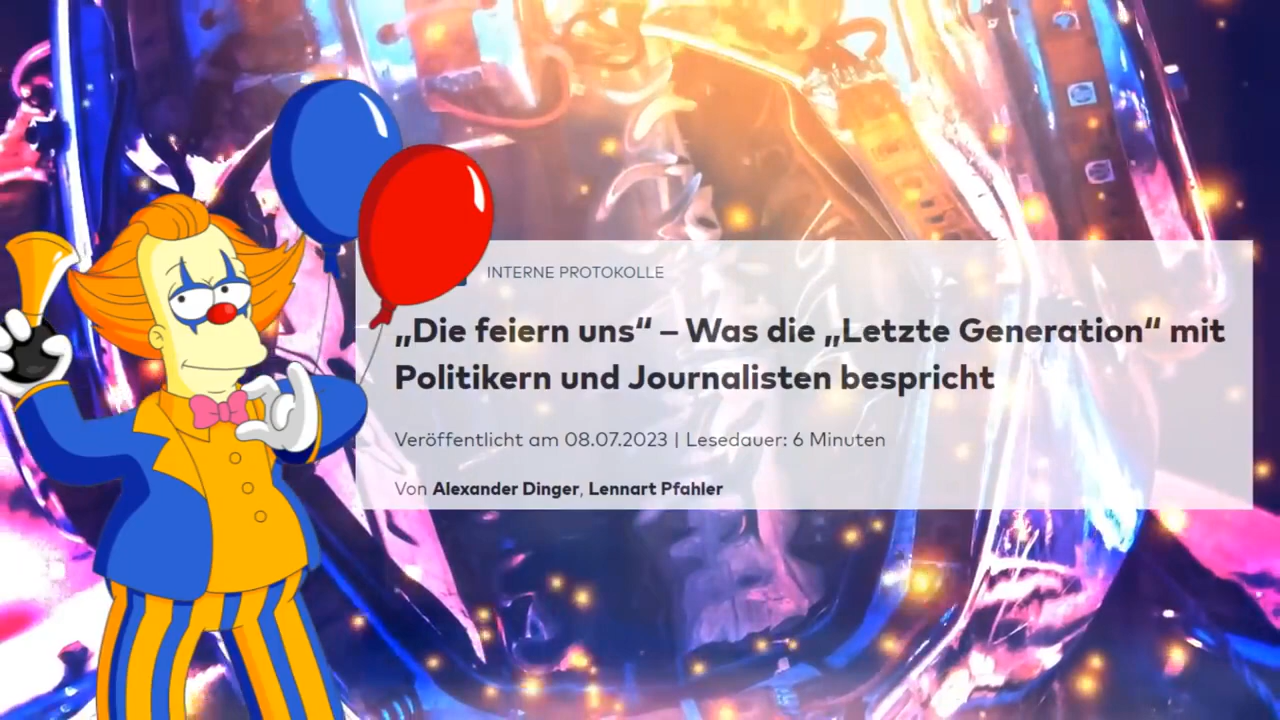 INTERNE PROTOKOLLE
„Die feiern uns“ – Was die „Letzte Generation“ mit
Politikern und Journalisten bespricht
Veröffentlicht am 08.07.2023 | Lesedauer: 6 Minuten
Von Alexander Dinger, Lennart Pfahler